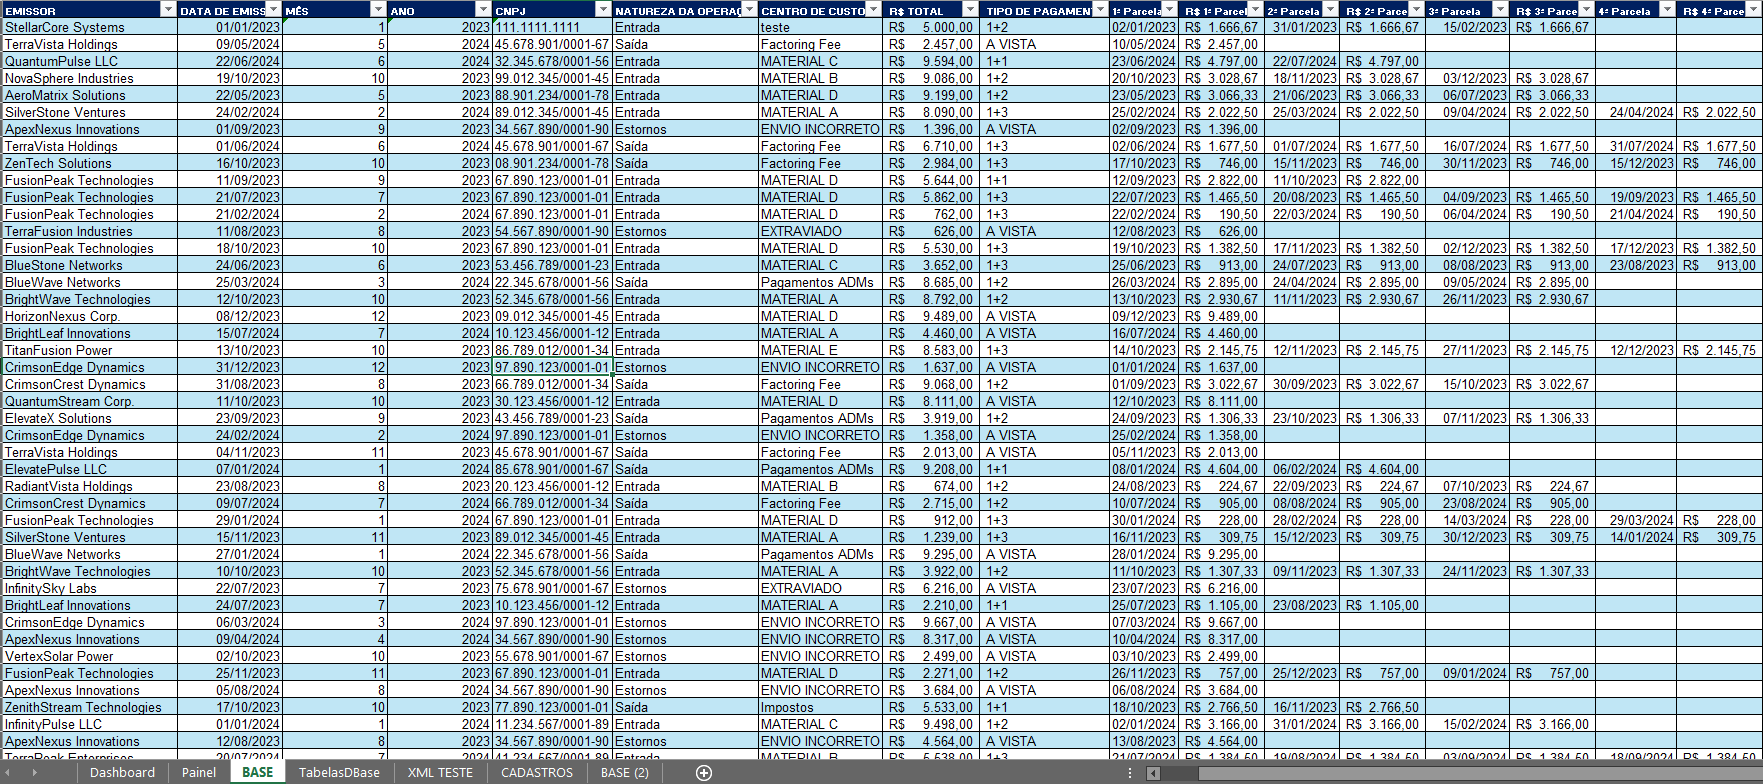 EMISSOR DATA DE EMISS MÊS ANO CNPJ NATUREZA DA OPERAÇ CENTRO DE CUSTO R$ TOTAL TIPO DE PAGAMEN 1ª Parcela R$ 1ª Parce 2ª Parcela R$ 2ª Parce 3ª Parcela R$ 3ª Parce 4ª Parcela R$ 4ª Parce
StellarCore Systems 01/01/2023 1 2023 111.1111.1111 Entrada teste R$ 5.000,00 1+2 02/01/2023 R$ 1.666,67 31/01/2023 R$ 1.666,67 15/02/2023 R$ 1.666,67
TerraVista Holdings 09/05/2024 5 2024 45.678.901/0001-67 Saída Factoring Fee R$ 2.457,00 A VISTA 10/05/2024 R$ 2.457,00
QuantumPulse LLC 22/06/2024 6 2024 32.345.678/0001-56 Entrada MATERIAL C R$ 9.594,00 1+1 23/06/2024 R$ 4.797,00 22/07/2024 R$ 4.797,00
NovaSphere Industries 19/10/2023 10 2023 99.012.345/0001-45 Entrada MATERIAL B R$ 9.086,00 1+2 20/10/2023 R$ 3.028,67 18/11/2023 R$ 3.028,67 03/12/2023 R$ 3.028,67
AeroMatrix Solutions 22/05/2023 5 2023 88.901.234/0001-78 Entrada MATERIAL D R$ 9.199,00 1+2 23/05/2023 R$ 3.066,33 21/06/2023 R$ 3.066,33 06/07/2023 R$ 3.066,33
SilverStone Ventures 24/02/2024 2 2024 89.012.345/0001-45 Entrada MATERIAL A R$ 8.090,00 1+3 25/02/2024 R$ 2.022,50 25/03/2024 R$ 2.022,50 09/04/2024 R$ 2.022,50 24/04/2024 R$ 2.022,50
ApexNexus Innovations 01/09/2023 9 2023 34.567.890/0001-90 Estornos ENVIO INCORRETO R$ 1.396,00 A VISTA 02/09/2023 R$ 1.396,00
TerraVista Holdings 01/06/2024 6 2024 45.678.901/0001-67 Saída Factoring Fee R$ 6.710,00 1+3 02/06/2024 R$ 1.677,50 01/07/2024 R$ 1.677,50 16/07/2024 R$ 1.677,50 31/07/2024 R$ 1.677,50
ZenTech Solutions 16/10/2023 10 2023 08.901.234/0001-78 Saída Factoring Fee R$ 2.984,00 1+3 17/10/2023 R$ 746,00 15/11/2023 R$ 746,00 30/11/2023 R$ 746,00 15/12/2023 R$ 746,00
FusionPeak Technologies 11/09/2023 9 2023 67.890.123/0001-01 Entrada MATERIAL D R$ 5.644,00 1+1 12/09/2023 R$ 2.822,00 11/10/2023 R$ 2.822,00
FusionPeak Technologies 21/07/2023 7 2023 67.890.123/0001-01 Entrada MATERIAL D R$ 5.862,00 1+3 22/07/2023 R$ 1.465,50 20/08/2023 R$ 1.465,50 04/09/2023 R$ 1.465,50 19/09/2023 R$ 1.465,50
FusionPeak Technologies 21/02/2024 2 2024 67.890.123/0001-01 Entrada MATERIAL D R$ 762,00 1+3 22/02/2024 R$ 190,50 22/03/2024 R$ 190,50 06/04/2024 R$ 190,50 21/04/2024 R$ 190,50
TerraFusion Industries 11/08/2023 8 2023 54.567.890/0001-90 Estornos EXTRAVIADO R$ 626,00 A VISTA 12/08/2023 R$ 626,00
FusionPeak Technologies 18/10/2023 10 2023 67.890.123/0001-01 Entrada MATERIAL D R$ 5.530,00 1+3 19/10/2023 R$ 1.382,50 17/11/2023 R$ 1.382,50 02/12/2023 R$ 1.382,50 17/12/2023 R$ 1.382,50
BlueStone Networks 24/06/2023 6 2023 53.456.789/0001-23 Entrada MATERIAL C R$ 3.652,00 1+3 25/06/2023 R$ 913,00 24/07/2023 R$ 913,00 08/08/2023 R$ 913,00 23/08/2023 R$ 913,00
BlueWave Networks 25/03/2024 3 2024 22.345.678/0001-56 Saída Pagamentos ADMs R$ 8.685,00 1+2 26/03/2024 R$ 2.895,00 24/04/2024 R$ 2.895,00 09/05/2024 R$ 2.895,00
BrightWave Technologies 12/10/2023 10 2023 52.345.678/0001-56 Entrada MATERIAL A R$ 8.792,00 1+2 13/10/2023 R$ 2.930,67 11/11/2023 R$ 2.930,67 26/11/2023 R$ 2.930,67
HorizonNexus Corp. 08/12/2023 12 2023 09.012.345/0001-45 Entrada MATERIAL D R$ 9.489,00 A VISTA 09/12/2023 R$ 9.489,00
BrightLeaf Innovations 15/07/2024 7 2024 10.123.456/0001-12 Entrada MATERIAL A R$ 4.460,00 A VISTA 16/07/2024 R$ 4.460,00
TitanFusion Power 13/10/2023 10 2023 86.789.012/0001-34 Entrada MATERIAL E R$ 8.583,00 1+3 14/10/2023 R$ 2.145,75 12/11/2023 R$ 2.145,75 27/11/2023 R$ 2.145,75 12/12/2023 R$ 2.145,75
CrimsonEdge Dynamics 31/12/2023 12 2023 97.890.123/0001-01 Estornos ENVIO INCORRETO R$ 1.637,00 A VISTA 01/01/2024 R$ 1.637,00
CrimsonCrest Dynamics 31/08/2023 8 2023 66.789.012/0001-34 Saída Factoring Fee R$ 9.068,00 1+2 01/09/2023 R$ 3.022,67 30/09/2023 R$ 3.022,67 15/10/2023 R$ 3.022,67
QuantumStream Corp. 11/10/2023 10 2023 30.123.456/0001-12 Entrada MATERIAL D R$ 8.111,00 A VISTA 12/10/2023 R$ 8.111,00
ElevateX Solutions 23/09/2023 9 2023 43.456.789/0001-23 Saída Pagamentos ADMs R$ 3.919,00 1+2 24/09/2023 R$ 1.306,33 23/10/2023 R$ 1.306,33 07/11/2023 R$ 1.306,33
CrimsonEdge Dynamics 24/02/2024 2 2024 97.890.123/0001-01 Estornos ENVIO INCORRETO R$ 1.358,00 A VISTA 25/02/2024 R$ 1.358,00
TerraVista Holdings 04/11/2023 11 2023 45.678.901/0001-67 Saída Factoring Fee R$ 2.013,00 A VISTA 05/11/2023 R$ 2.013,00
ElevatePulse LLC 07/01/2024 1 2024 85.678.901/0001-67 Saída Pagamentos ADMs R$ 9.208,00 1+1 08/01/2024 R$ 4.604,00 06/02/2024 R$ 4.604,00
RadiantVista Holdings 23/08/2023 8 2023 20.123.456/0001-12 Entrada MATERIAL B R$ 674,00 1+2 24/08/2023 R$ 224,67 22/09/2023 R$ 224,67 07/10/2023 R$ 224,67
CrimsonCrest Dynamics 09/07/2024 7 2024 66.789.012/0001-34 Saída Factoring Fee R$ 2.715,00 1+2 10/07/2024 R$ 905,00 08/08/2024 R$ 905,00 23/08/2024 R$ 905,00
FusionPeak Technologies 29/01/2024 1 2024 67.890.123/0001-01 Entrada MATERIAL D R$ 912,00 1+3 30/01/2024 R$ 228,00 28/02/2024 R$ 228,00 14/03/2024 R$ 228,00 29/03/2024 R$ 228,00
SilverStone Ventures 15/11/2023 11 2023 89.012.345/0001-45 Entrada MATERIAL A R$ 1.239,00 1+3 16/11/2023 R$ 309,75 15/12/2023 R$ 309,75 30/12/2023 R$ 309,75 14/01/2024 R$ 309,75
BlueWave Networks 27/01/2024 1 2024 22.345.678/0001-56 Saída Pagamentos ADMs R$ 9.295,00 A VISTA 28/01/2024 R$ 9.295,00
BrightWave Technologies 10/10/2023 10 2023 52.345.678/0001-56 Entrada MATERIAL A R$ 3.922,00 1+2 11/10/2023 R$ 1.307,33 09/11/2023 R$ 1.307,33 24/11/2023 R$ 1.307,33
InfinitySky Labs 22/07/2023 7 2023 75.678.901/0001-67 Estornos EXTRAVIADO R$ 6.216,00 A VISTA 23/07/2023 R$ 6.216,00
BrightLeaf Innovations 24/07/2023 7 2023 10.123.456/0001-12 Entrada MATERIAL A R$ 2.210,00 1+1 25/07/2023 R$ 1.105,00 23/08/2023 R$ 1.105,00
CrimsonEdge Dynamics 06/03/2024 3 2024 97.890.123/0001-01 Estornos ENVIO INCORRETO R$ 9.667,00 A VISTA 07/03/2024 R$ 9.667,00
ApexNexus Innovations 09/04/2024 4 2024 34.567.890/0001-90 Estornos ENVIO INCORRETO R$ 8.317,00 A VISTA 10/04/2024 R$ 8.317,00
VertexSolar Power 02/10/2023 10 2023 55.678.901/0001-67 Estornos ENVIO INCORRETO R$ 2.499,00 A VISTA 03/10/2023 R$ 2.499,00
FusionPeak Technologies 25/11/2023 11 2023 67.890.123/0001-01 Entrada MATERIAL D R$ 2.271,00 1+2 26/11/2023 R$ 757,00 25/12/2023 R$ 757,00 09/01/2024 R$ 757,00
ApexNexus Innovations 05/08/2024 8 2024 34.567.890/0001-90 Estornos ENVIO INCORRETO R$ 3.684,00 A VISTA 06/08/2024 R$ 3.684,00
ZenithStream Technologies 17/10/2023 10 2023 77.890.123/0001-01 Saída Impostos R$ 5.533,00 1+1 18/10/2023 R$ 2.766,50 16/11/2023 R$ 2.766,50
InfinityPulse LLC 01/01/2024 1 2024 11.234.567/0001-89 Entrada MATERIAL C R$ 9.498,00 1+2 02/01/2024 R$ 3.166,00 31/01/2024 R$ 3.166,00 15/02/2024 R$ 3.166,00
ApexNexus Innovations 12/08/2023 8 2023 34.567.890/0001-90 Estornos ENVIO INCORRETO R$ 4.564,00 A VISTA 13/08/2023 R$ 4.564,00
TerraPeak Enterprises 20/07/2024 7 MATERIAL B R$ 5.538,00 1+3 21/07/2024 R$ 1.384,50 19/08/2024 R$ 1.384,50 03/09/2024 R$ 1.384,50 18/09/2024 R$ 1.384,50
Dashboard Painel BASE TabelasDBase XML TESTE CADASTROS BASE (2)